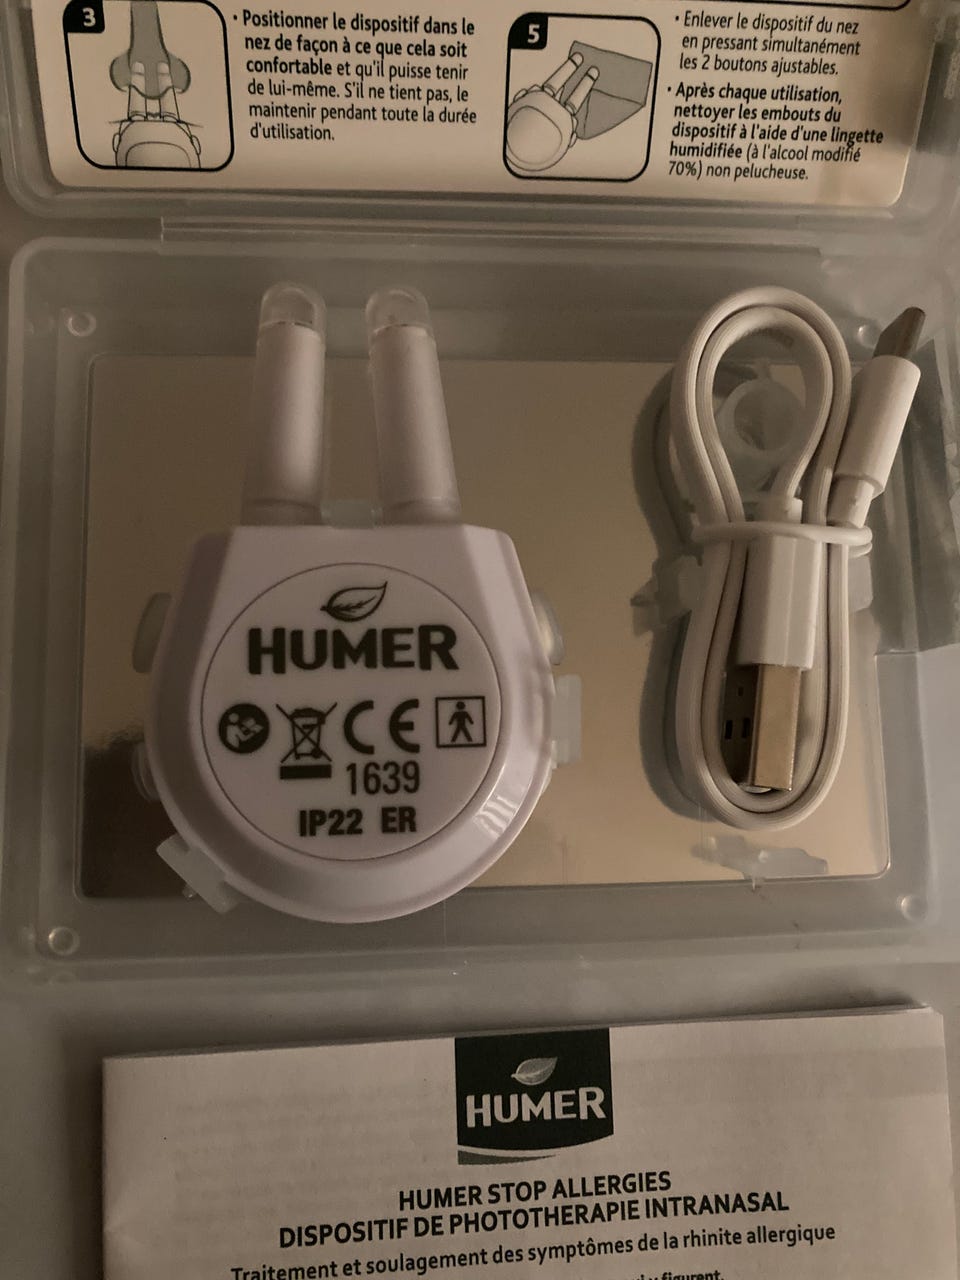 3
• Positionner le dispositif dans le
nez de façon à ce que cela soit
confortable et qu'il puisse tenir
de lui-même. S'il ne tient pas, le
maintenir pendant toute la durée
d'utilisation.
5
• Enlever le dispositif du nez
en pressant simultanément
les 2 boutons ajustables.
• Après chaque utilisation,
nettoyer les embouts du
dispositif à l'aide d'une lingette
humidifiée (à l'alcool modifié
70%) non pelucheuse.
HUMER
CE
1639
IP22 ER
HUMER
HUMER STOP ALLERGIES
DISPOSITIF DE PHOTOTHERAPIE INTRANASAL
Traitement et soulagement des symptômes de la rhinite allergique
figurent.